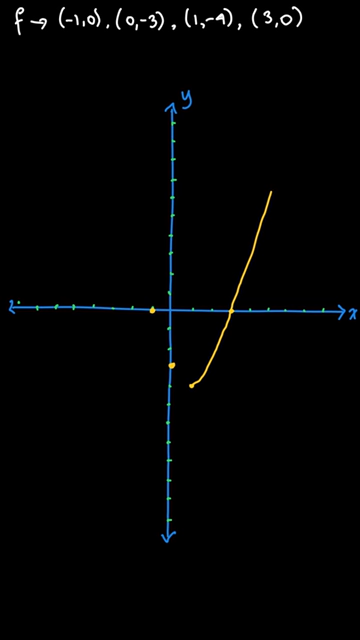 f → (-1,0), (0,-3), (1,-4), (3,0)
y
x